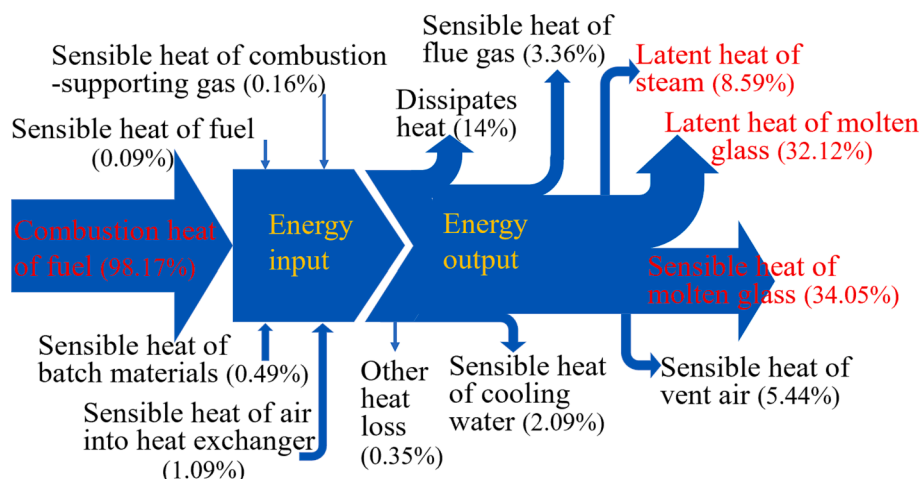 Sensible heat of combustion
-supporting gas (0.16%)
Sensible heat of fuel
(0.09%)
Combustion heat
of fuel (98.17%)
Sensible heat of
batch materials (0.49%)
Sensible heat of air
into heat exchanger
(1.09%)
Energy
input
Energy
output
Dissipates
heat (14%)
Sensible heat of
flue gas (3.36%)
Latent heat of
steam (8.59%)
Latent heat of molten
glass (32.12%)
Sensible heat of
molten glass (34.05%)
Other
heat
loss
(0.35%)
Sensible heat
of cooling
water (2.09%)
Sensible heat of
vent air (5.44%)